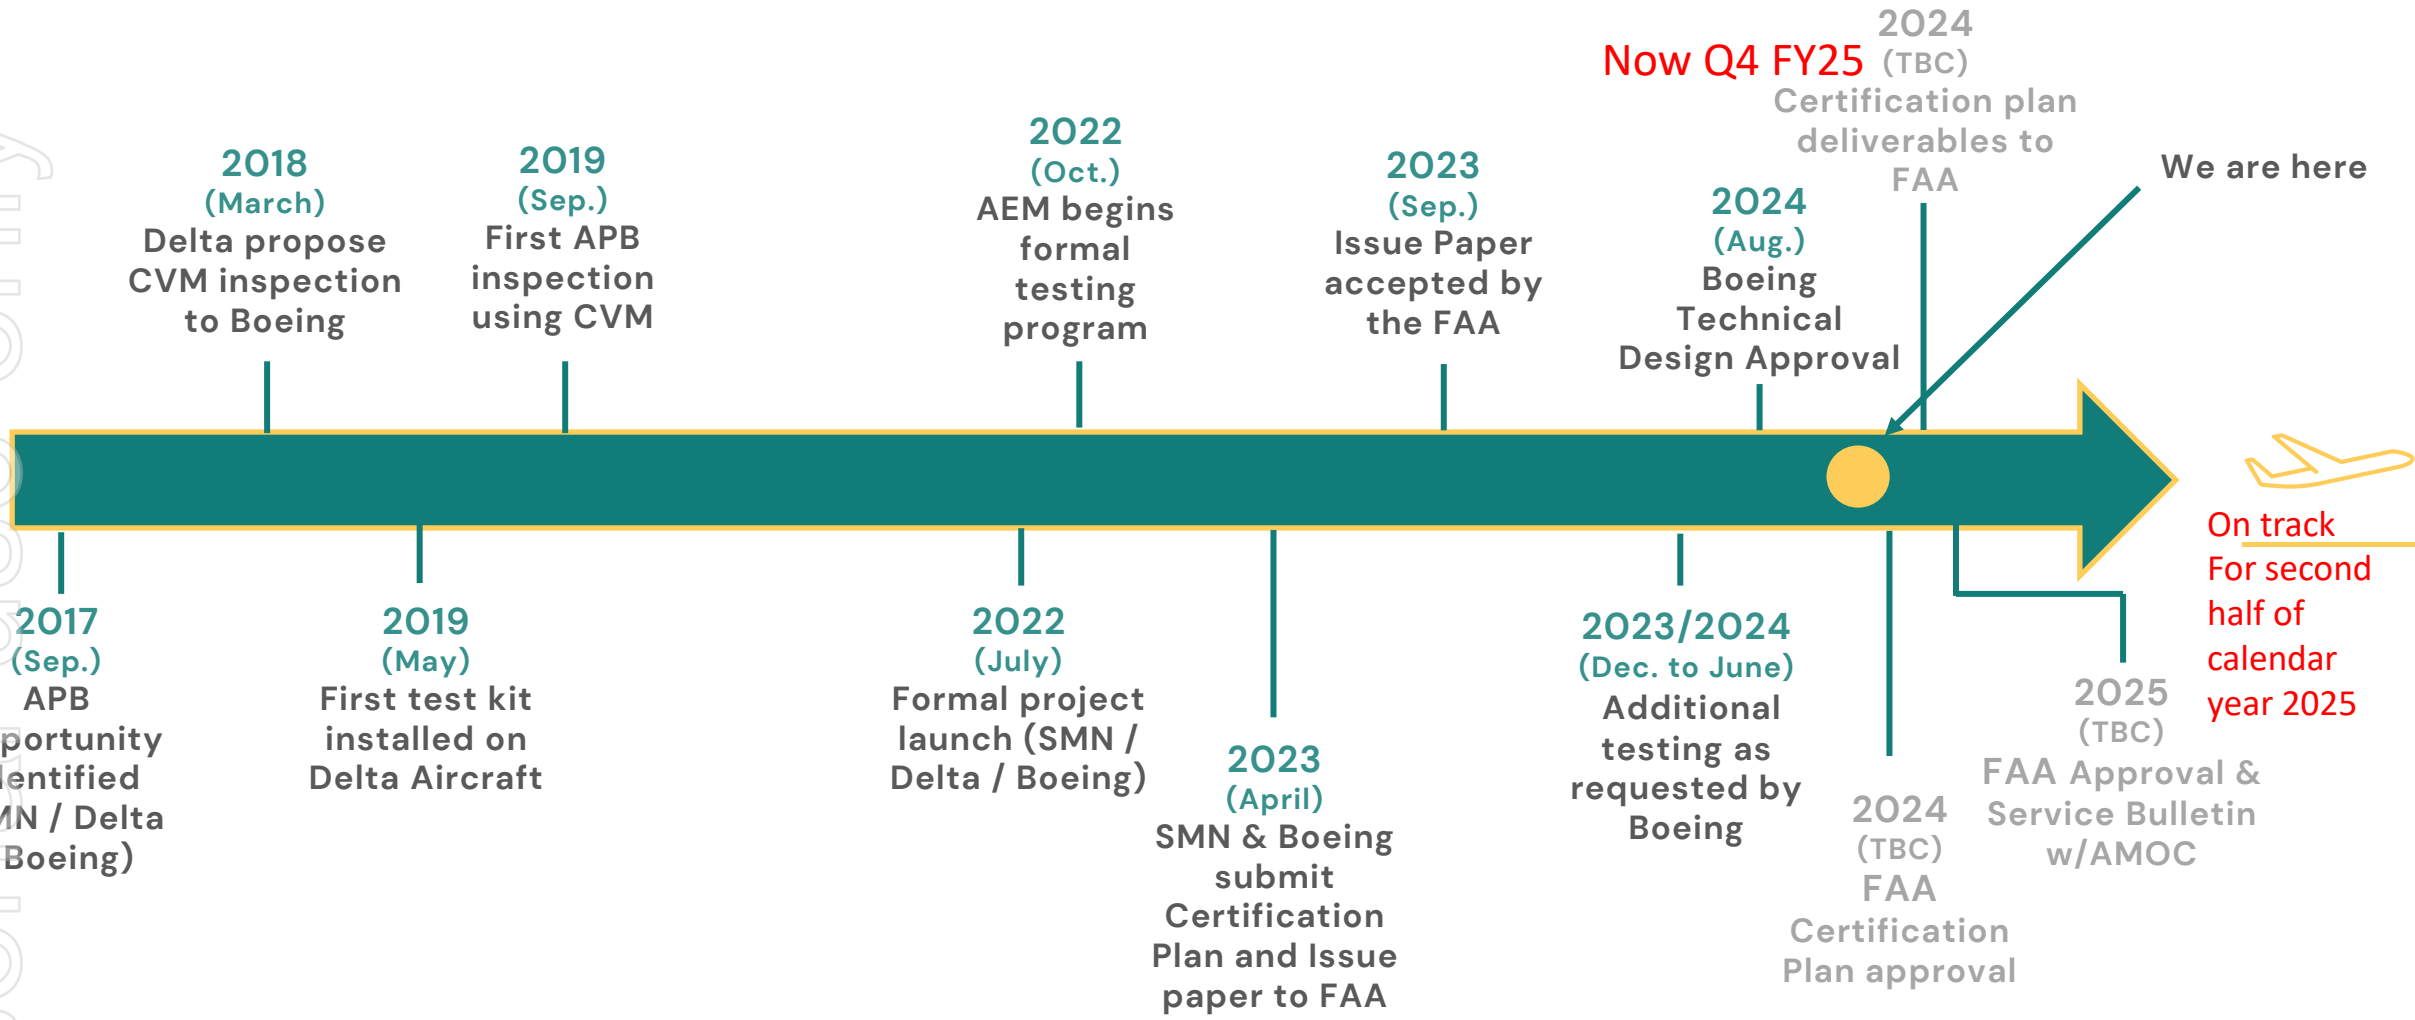 2018
(March)
Delta propose
CVM inspection
to Boeing
2019
(Sep.)
First APB
inspection
using CVM
2022
(Oct.)
AEM begins
formal
testing
program
2023
(Sep.)
Issue Paper
accepted by
the FAA
2024
(Aug.)
Boeing
Technical
Design Approval
Now Q4 FY25
2024
(TBC)
Certification plan
deliverables to
FAA
We are here
2017
(Sep.)
APB
/ Delta
Boeing)
2019
(May)
First test kit
installed on
Delta Aircraft
2022
(July)
Formal project
launch (SMN /
Delta / Boeing)
2023
(April)
SMN & Boeing
submit
Certification
Plan and Issue
paper to FAA
2023/2024
(Dec. to June)
Additional
testing as
requested by
Boeing
2024
(TBC)
FAA
Certification
Plan approval
2025
(TBC)
FAA Approval &
Service Bulletin
w/AMOC
On track
For second
half of
calendar
year 2025